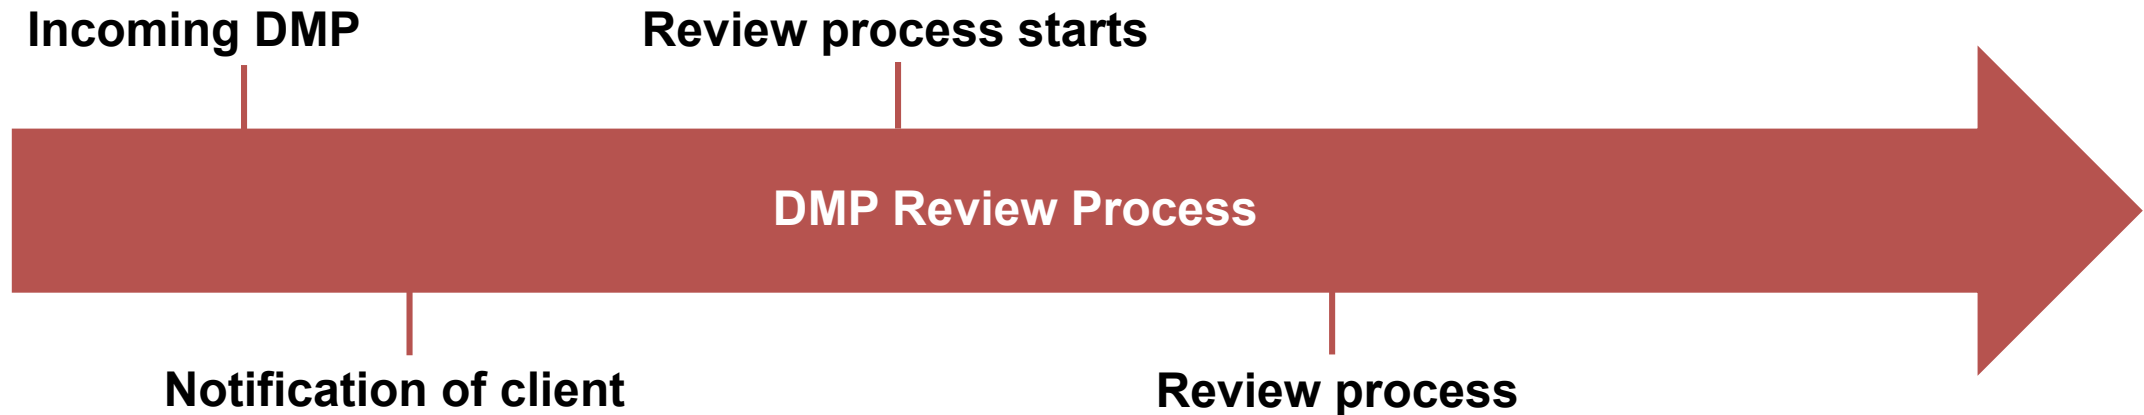 Incoming DMP
Review process starts
DMP Review Process
Notification of client
Review process